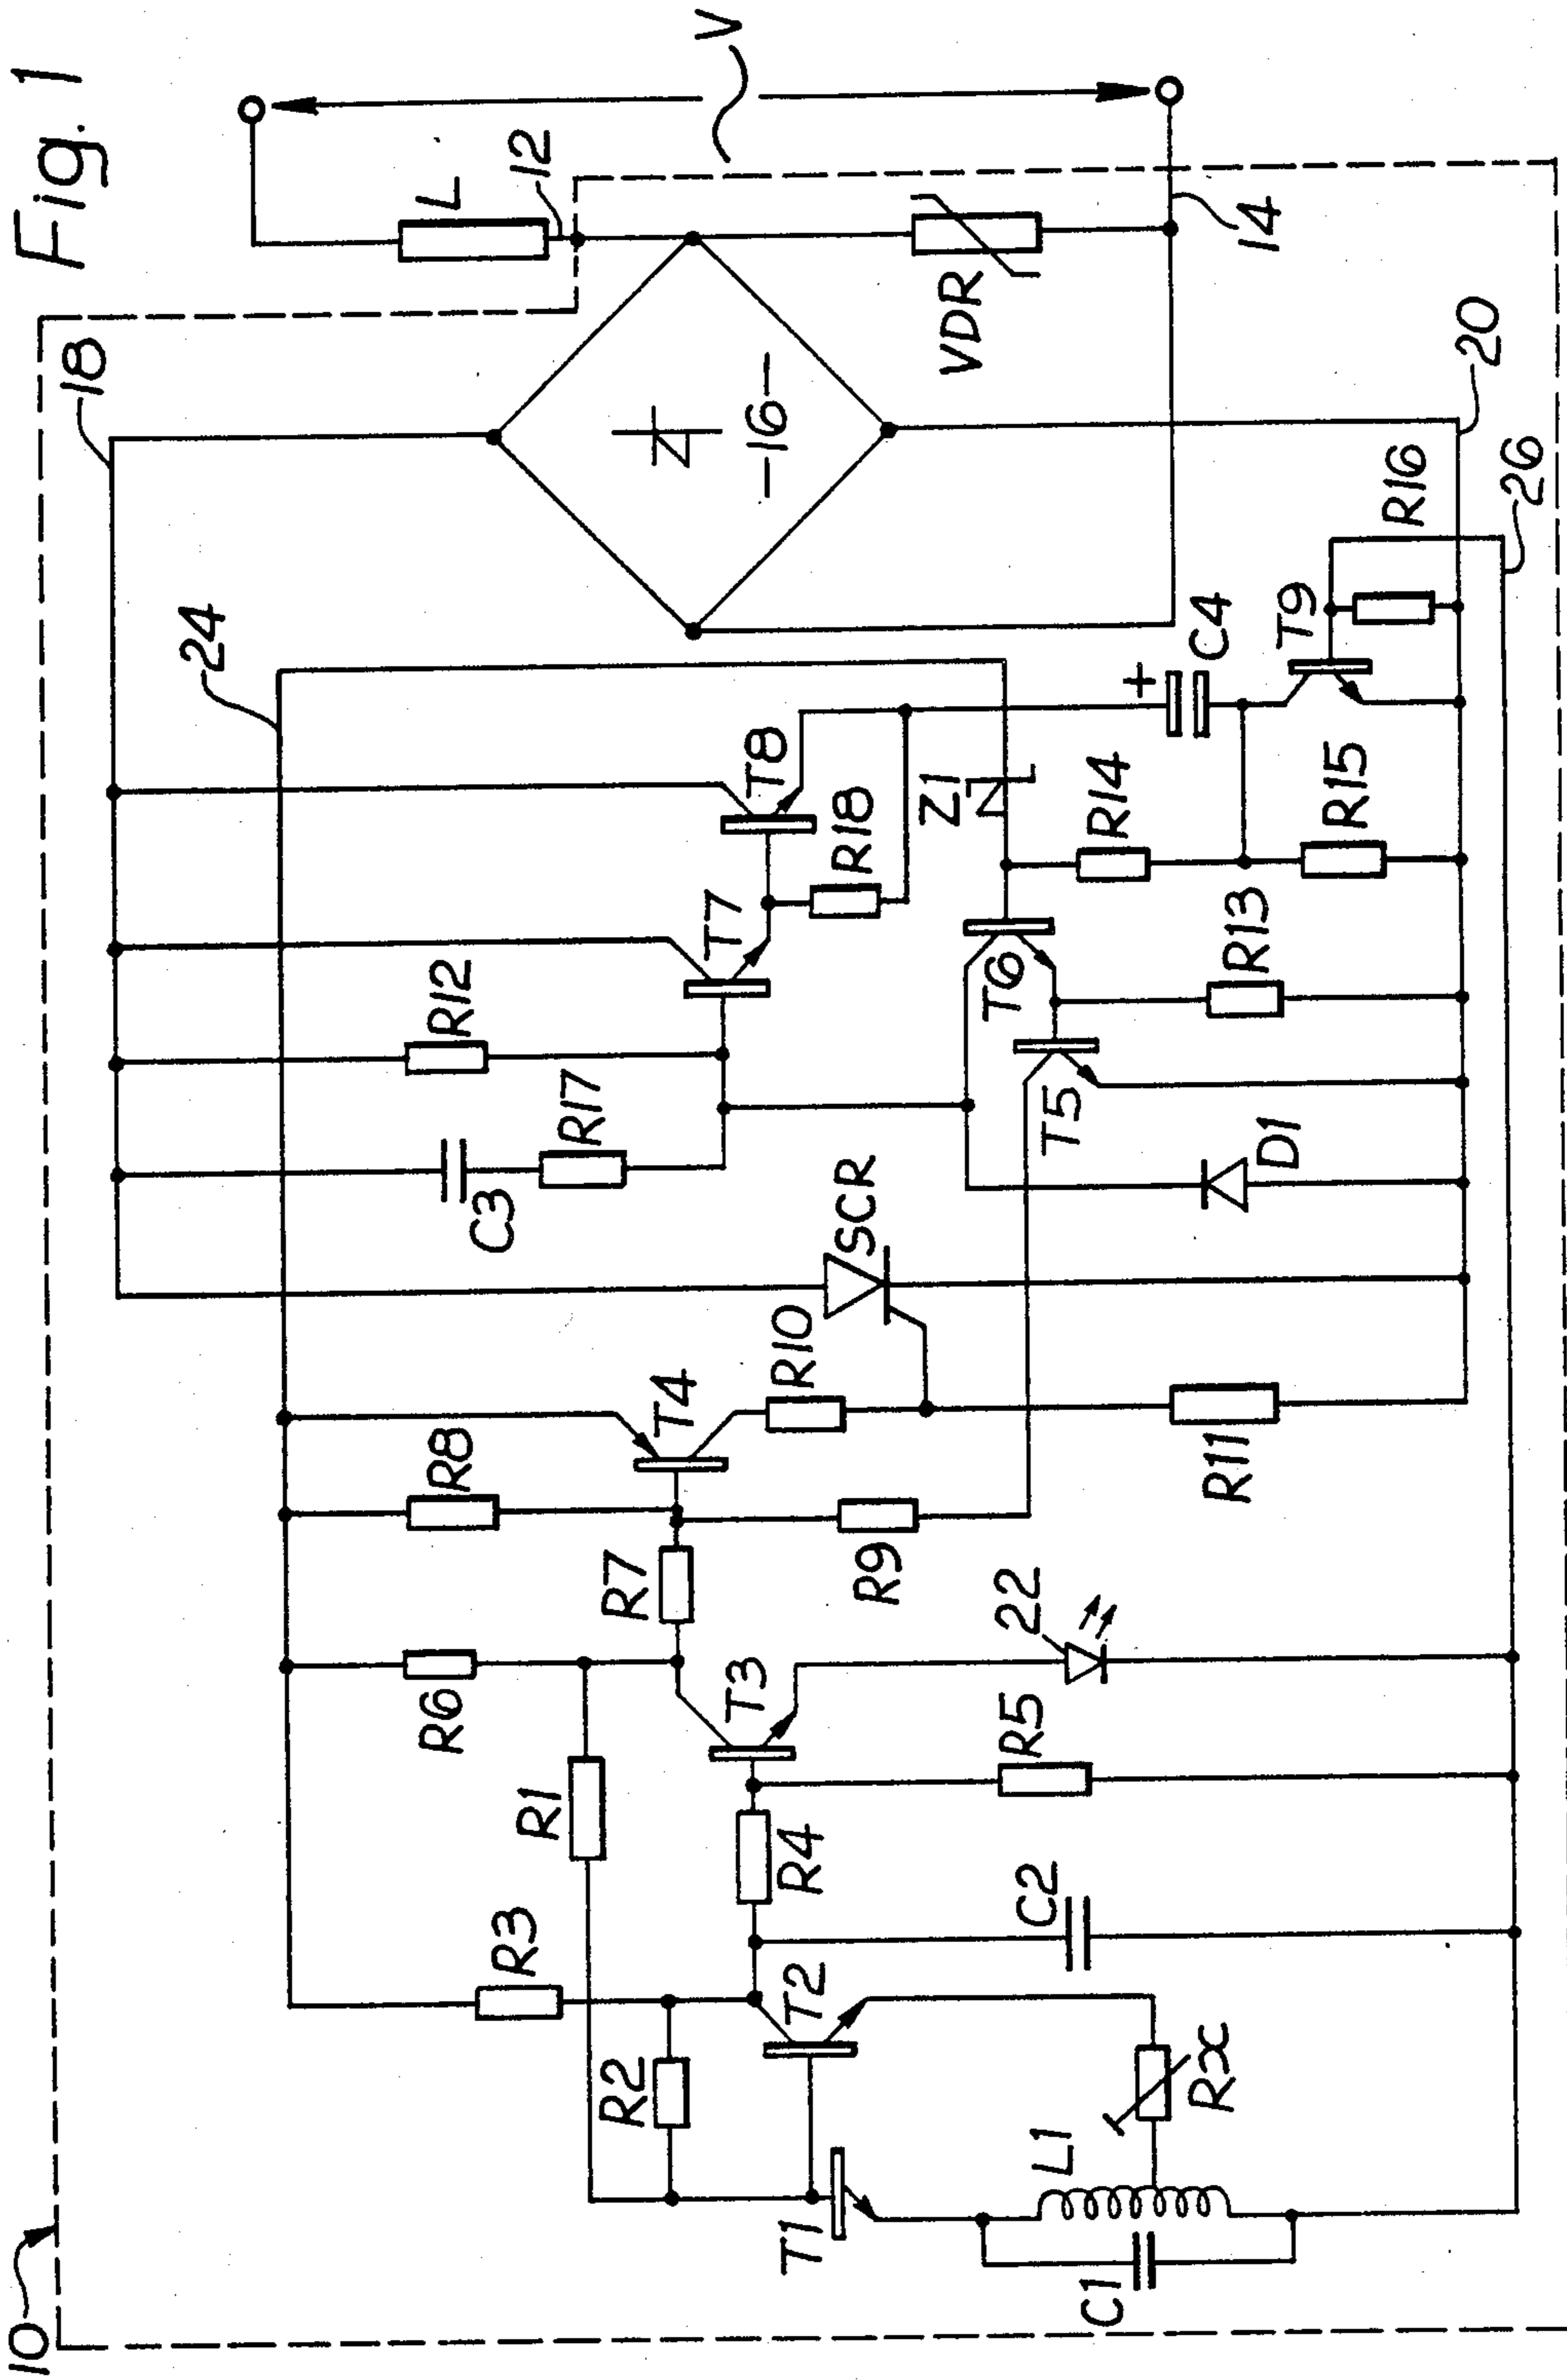 Fig. 1
10
18
24
12
L
V
14
20
26
VDR
-16-
R12
R17
C3
T7
T8
R18
C4
+
Z1
T9
R16
R14
R15
T6
R13
T5
D1
SCR
R8
T4
R10
R11
R7
R9
R6
R1
T3
22
R5
R3
R4
C2
R2
T2
T1
L1
Rx
C1